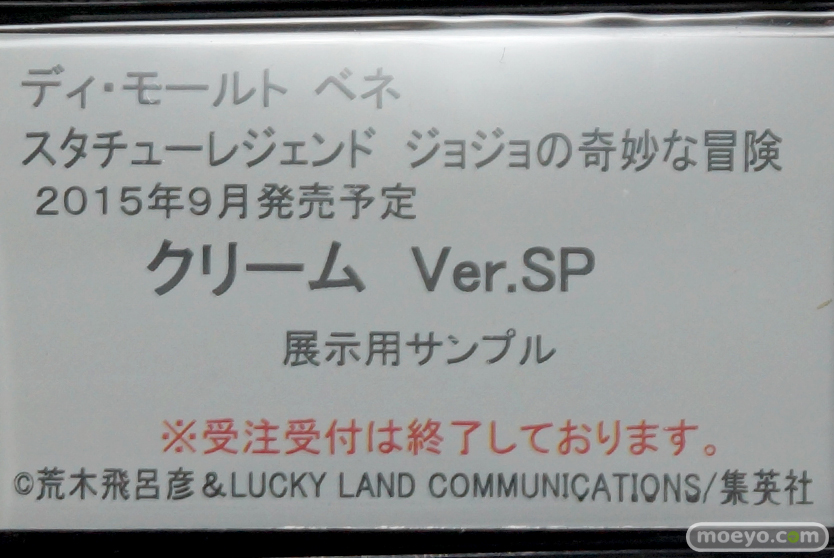 ディ・モールト ベネ
スタチューレジェンド ジョジョの奇妙な冒険
2015年9月発売予定
クリーム Ver.SP
展示用サンプル
※受注受付は終了しております。
©荒木飛呂彦&LUCKY LAND COMMUNICATIONS/集英社
moeyo.com